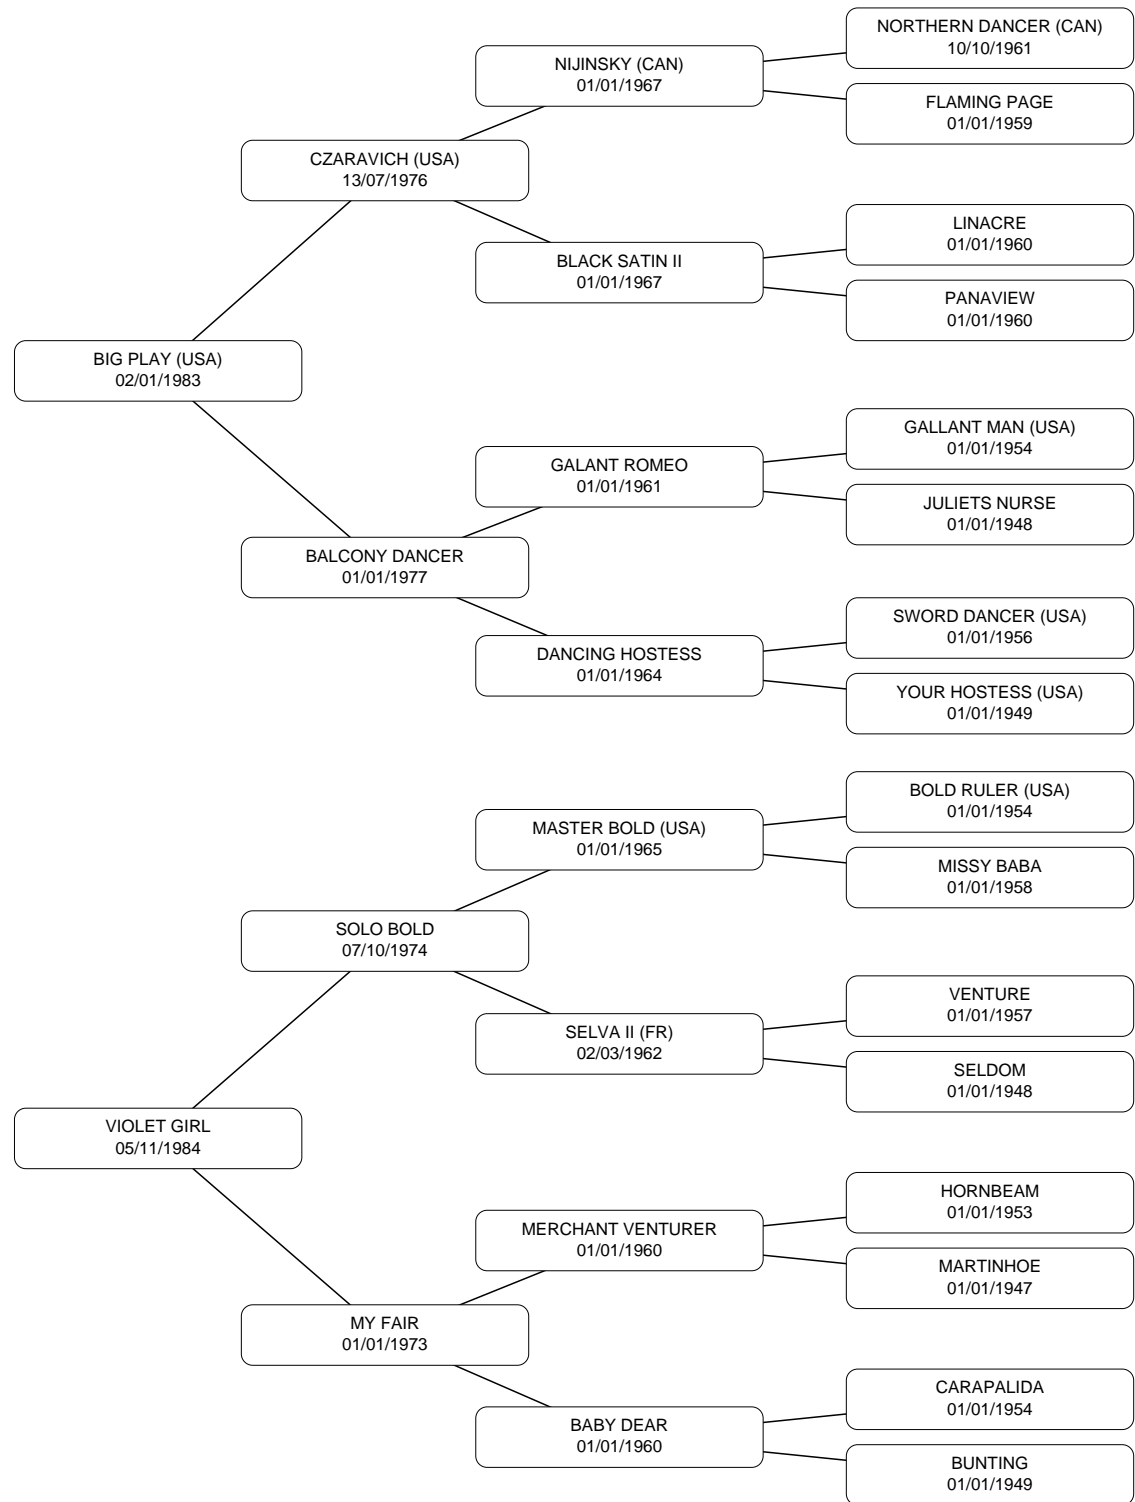 NORTHERN DANCER (CAN)
10/10/1961
NIJINSKY (CAN)
01/01/1967
FLAMING PAGE
01/01/1959
CZARAVICH (USA)
13/07/1976
LINACRE
01/01/1960
BLACK SATIN II
01/01/1967
PANAVIEW
01/01/1960
BIG PLAY (USA)
02/01/1983
GALLANT MAN (USA)
01/01/1954
GALANT ROMEO
01/01/1961
JULIETS NURSE
01/01/1948
BALCONY DANCER
01/01/1977
SWORD DANCER (USA)
01/01/1956
DANCING HOSTESS
01/01/1964
YOUR HOSTESS (USA)
01/01/1949
BOLD RULER (USA)
01/01/1954
MASTER BOLD (USA)
01/01/1965
MISSY BABA
01/01/1958
SOLO BOLD
07/10/1974
VENTURE
01/01/1957
SELVA II (FR)
02/03/1962
SELDOM
01/01/1948
VIOLET GIRL
05/11/1984
HORNBEAM
01/01/1953
MERCHANT VENTURER
01/01/1960
MARTINHOE
01/01/1947
MY FAIR
01/01/1973
CARAPALIDA
01/01/1954
BABY DEAR
01/01/1960
BUNTING
01/01/1949